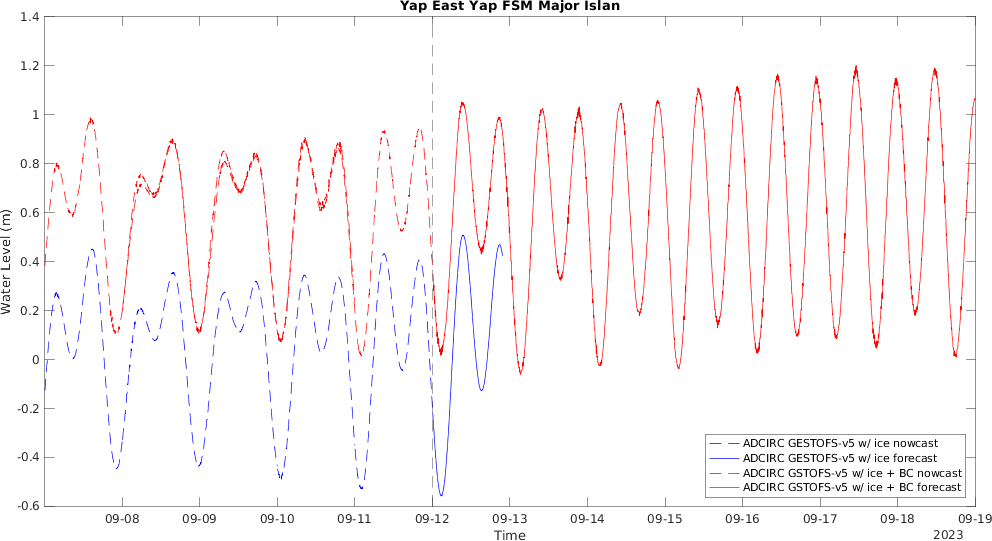 Yap East Yap FSM Major Islan
Water Level (m)
1.4
1.2
1
0.8
0.6
0.4
0.2
0
-0.2
-0.4
-0.6
ADCIRC GESTOFS-v5 w/ ice nowcast
ADCIRC GESTOFS-v5 w/ ice forecast
ADCIRC GSTOFS-v5 w/ ice + BC nowcast
ADCIRC GSTOFS-v5 w/ ice + BC forecast
09-08 09-09 09-10 09-11 09-12 09-13 09-14 09-15 09-16 09-17 09-18 09-19
Time
2023